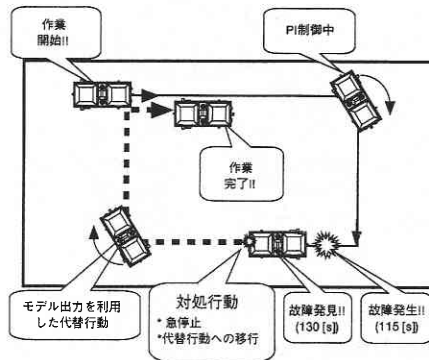 作業
開始!!
PI制御中
作業
完了!!
モデル出力を利用
した代替行動
対処行動
* 急停止
*代替行動への移行
故障発見!!
(130 [s])
故障発生!!
(115 [s])